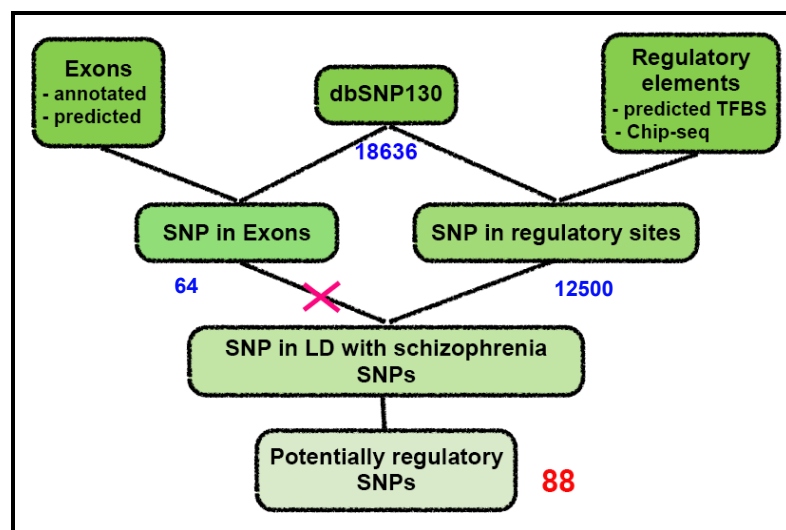 Exons
- annotated
- predicted
dbSNP130
Regulatory
elements
- predicted TFBS
- Chip-seq
18636
SNP in Exons
SNP in regulatory sites
64
12500
SNP in LD with schizophrenia
SNPs
Potentially regulatory
SNPs
88